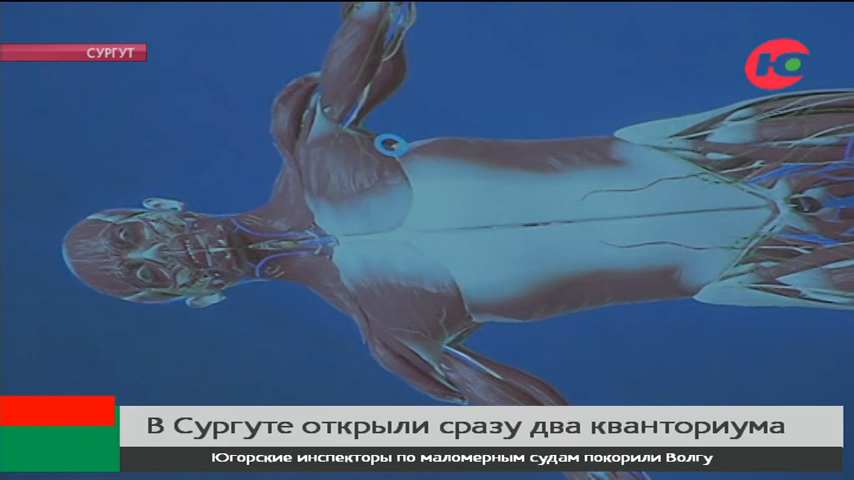 СУРГУТ
Ю
В Сургуте открыли сразу два кванториума
Югорские инспекторы по маломерным судам покорили Волгу